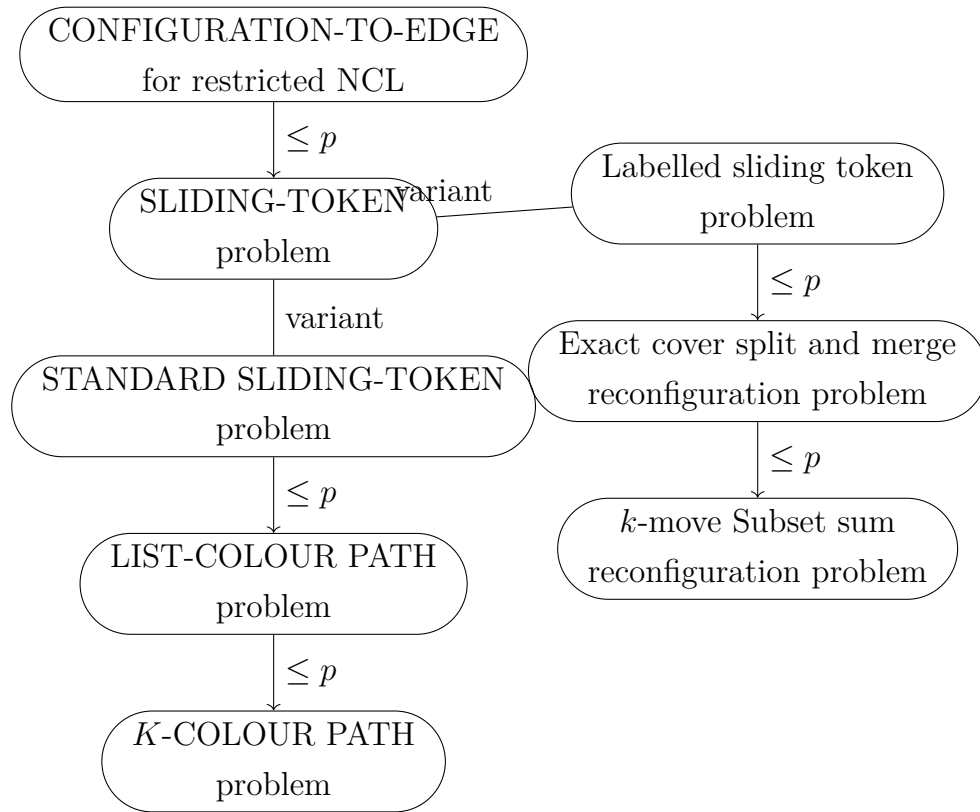 CONFIGURATION-TO-EDGE
for restricted NCL
≤ p
SLIDING-TOKEN
problem
variant
Labelled sliding token
problem
variant
≤ p
STANDARD SLIDING-TOKEN
problem
Exact cover split and merge
reconfiguration problem
≤ p
≤ p
LIST-COLOUR PATH
problem
k-move Subset sum
reconfiguration problem
≤ p
K-COLOUR PATH
problem